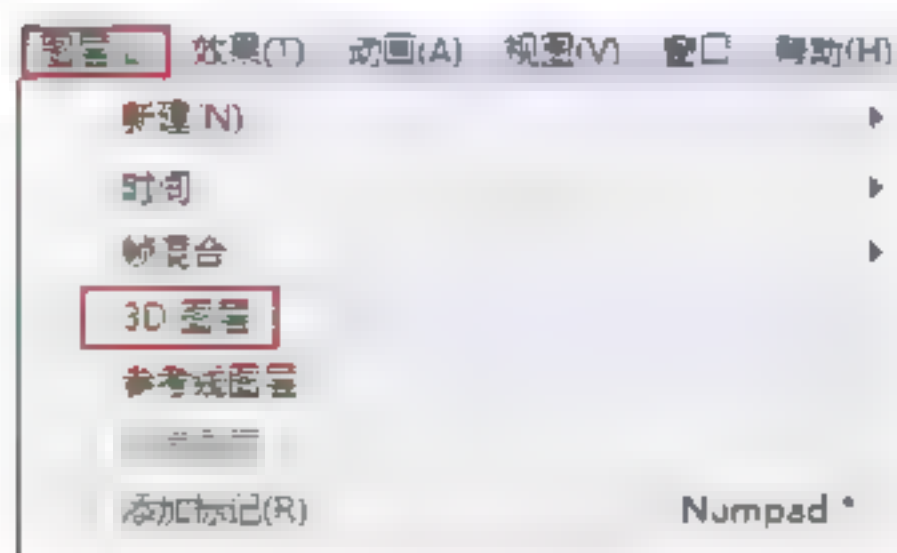 图层 效果(T) 动画(A) 视图(V) 窗口 帮助(H)
新建(N)
时间
帧混合
3D 图层
参考线图层
添加标记(R) Numpad *